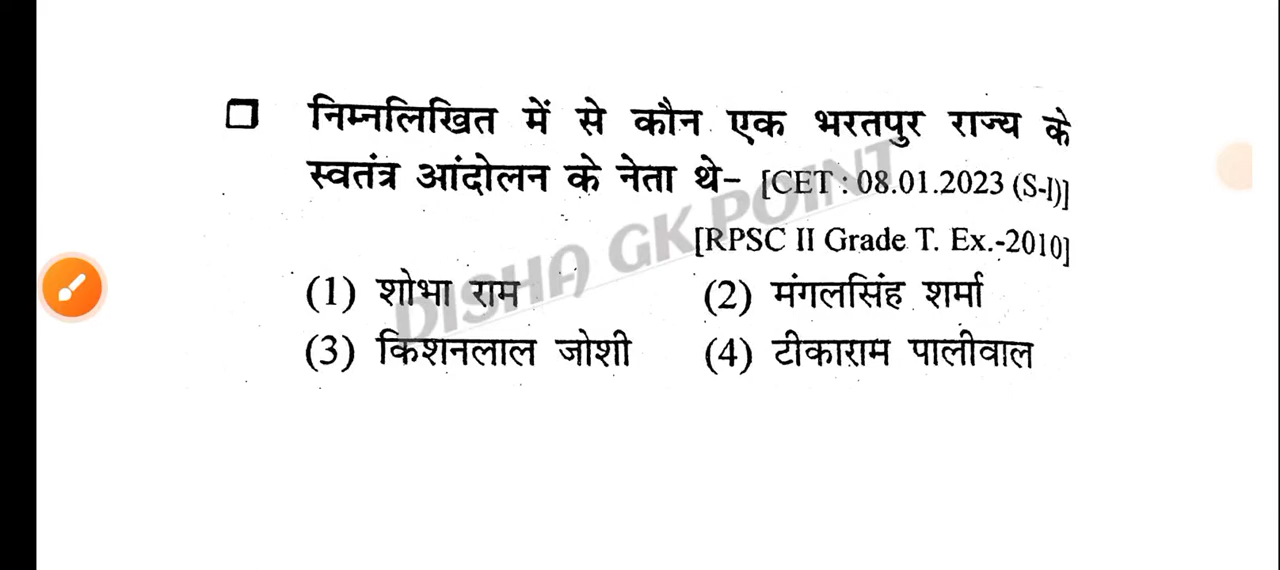 निम्नलिखित में से कौन एक भरतपुर राज्य के
स्वतंत्र आंदोलन के नेता थे- [CET : 08.01.2023 (S-I)]
[RPSC II Grade T. Ex.-2010]
(1) शोभा राम (2) मंगलसिंह शर्मा
(3) किशनलाल जोशी (4) टीकाराम पालीवाल
DISHA GK POINT